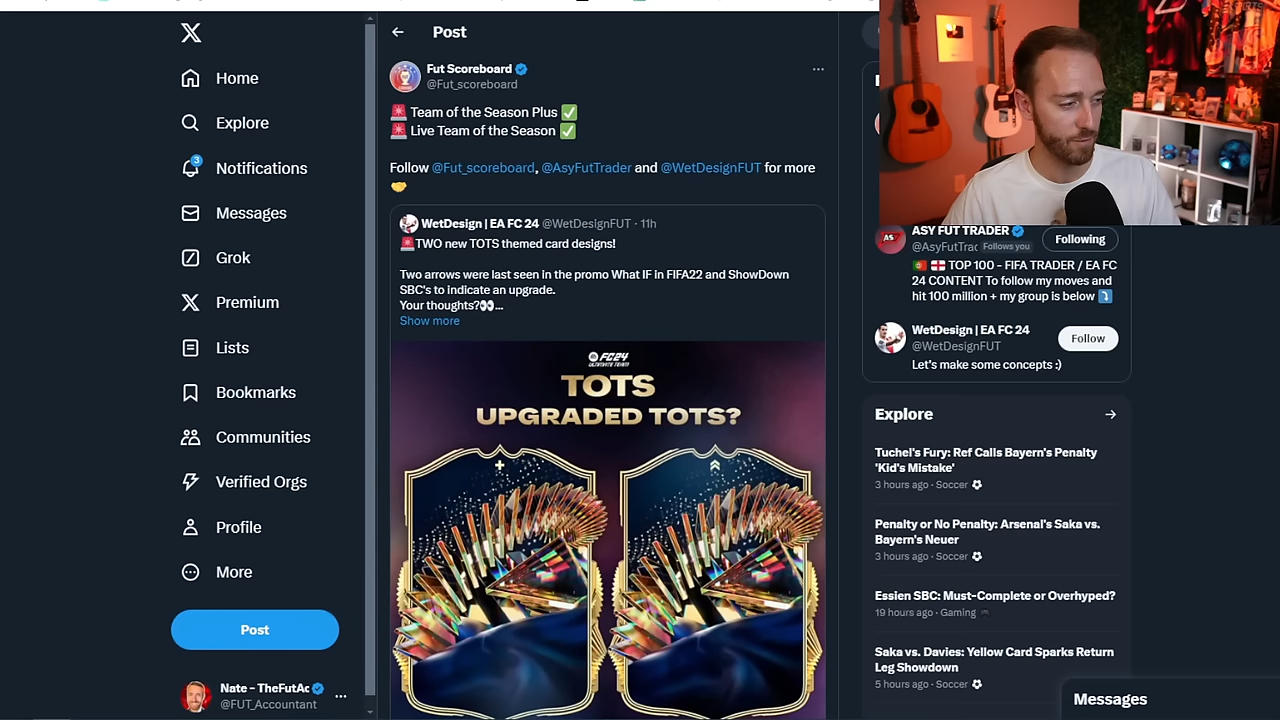 Home
Explore
3
Notifications
Messages
Grok
Premium
Lists
Bookmarks
Communities
Verified Orgs
Profile
More
Post
Nate - TheFutAc
@FUT_Accountant
Post
Fut Scoreboard
@Fut_scoreboard
🚨 Team of the Season Plus ✅
🚨 Live Team of the Season ✅
Follow @Fut_scoreboard, @AsyFutTrader and @WetDesignFUT for more
🤝
WetDesign | EA FC 24 @WetDesignFUT · 11h
🚨TWO new TOTS themed card designs!
Two arrows were last seen in the promo What IF in FIFA22 and ShowDown
SBC's to indicate an upgrade.
Your thoughts?👀...
Show more
FC24
ULTIMATE TEAM
TOTS
UPGRADED TOTS?
AS
ASY FUT TRADER
@AsyFutTrac Follows you
Following
🇵🇹 🏴󠁧󠁢󠁥󠁮󠁧󠁿 TOP 100 - FIFA TRADER / EA FC
24 CONTENT To follow my moves and
hit 100 million + my group is below ⤵️
WetDesign | EA FC 24
@WetDesignFUT
Follow
Let's make some concepts :)
Explore
Tuchel's Fury: Ref Calls Bayern's Penalty
'Kid's Mistake'
3 hours ago · Soccer ⚽
Penalty or No Penalty: Arsenal's Saka vs.
Bayern's Neuer
3 hours ago · Soccer ⚽
Essien SBC: Must-Complete or Overhyped?
19 hours ago · Gaming 🎮
Saka vs. Davies: Yellow Card Sparks Return
Leg Showdown
5 hours ago · Soccer ⚽
Messages